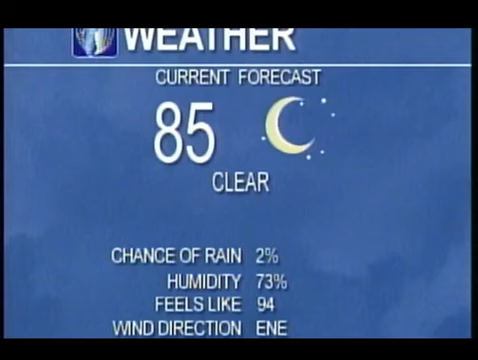 WEATHER
CURRENT FORECAST
85
CLEAR
CHANCE OF RAIN 2%
HUMIDITY 73%
FEELS LIKE 94
WIND DIRECTION ENE